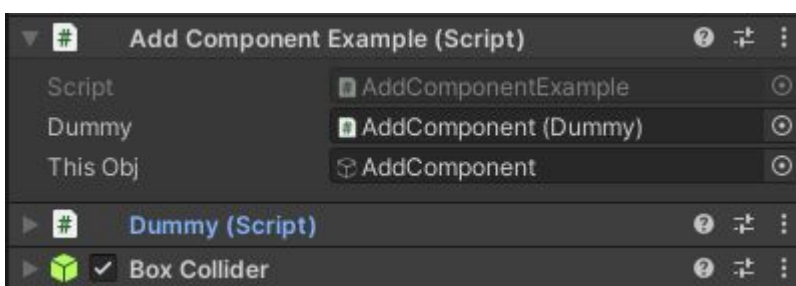 # Add Component Example (Script)
Script # AddComponentExample
Dummy # AddComponent (Dummy)
This Obj AddComponent
# Dummy (Script)
Box Collider